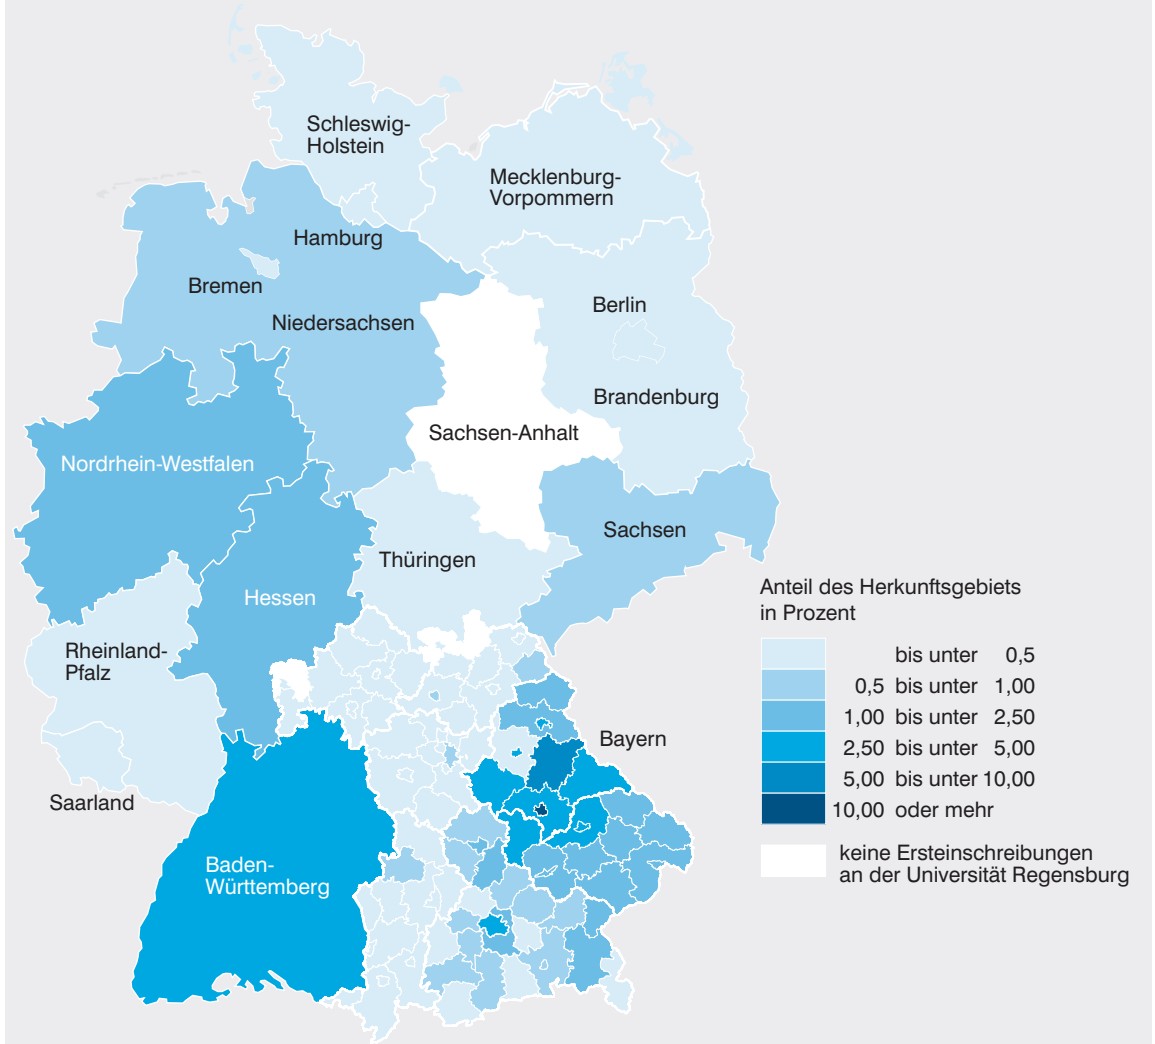 Schleswig-
Holstein
Mecklenburg-
Vorpommern
Hamburg
Bremen
Niedersachsen
Berlin
Brandenburg
Sachsen-Anhalt
Nordrhein-Westfalen
Sachsen
Thüringen
Hessen
Rheinland-
Pfalz
Saarland
Bayern
Baden-
Württemberg
Anteil des Herkunftsgebiets
in Prozent
bis unter 0,5
0,5 bis unter 1,00
1,00 bis unter 2,50
2,50 bis unter 5,00
5,00 bis unter 10,00
10,00 oder mehr
keine Ersteinschreibungen
an der Universität Regensburg